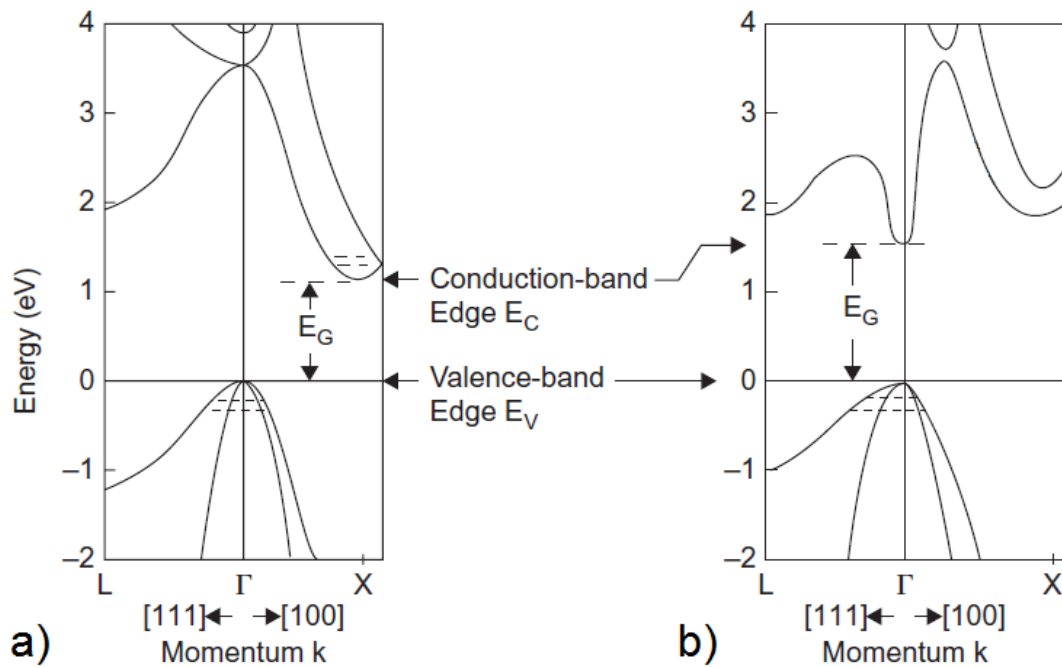 a)
Energy (eV)
4
3
2
1
0
–1
–2
E_G
L
Γ
X
[111]
[100]
Momentum k
Conduction-band
Edge E_C
Valence-band
Edge E_V
b)
4
3
2
1
0
–1
–2
E_G
L
Γ
X
[111]
[100]
Momentum k